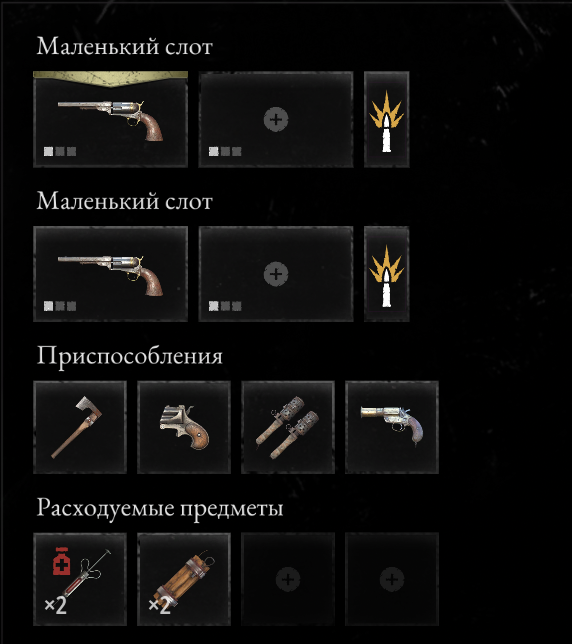 Маленький слот
Маленький слот
Приспособления
Расходуемые предметы
×2 ×2